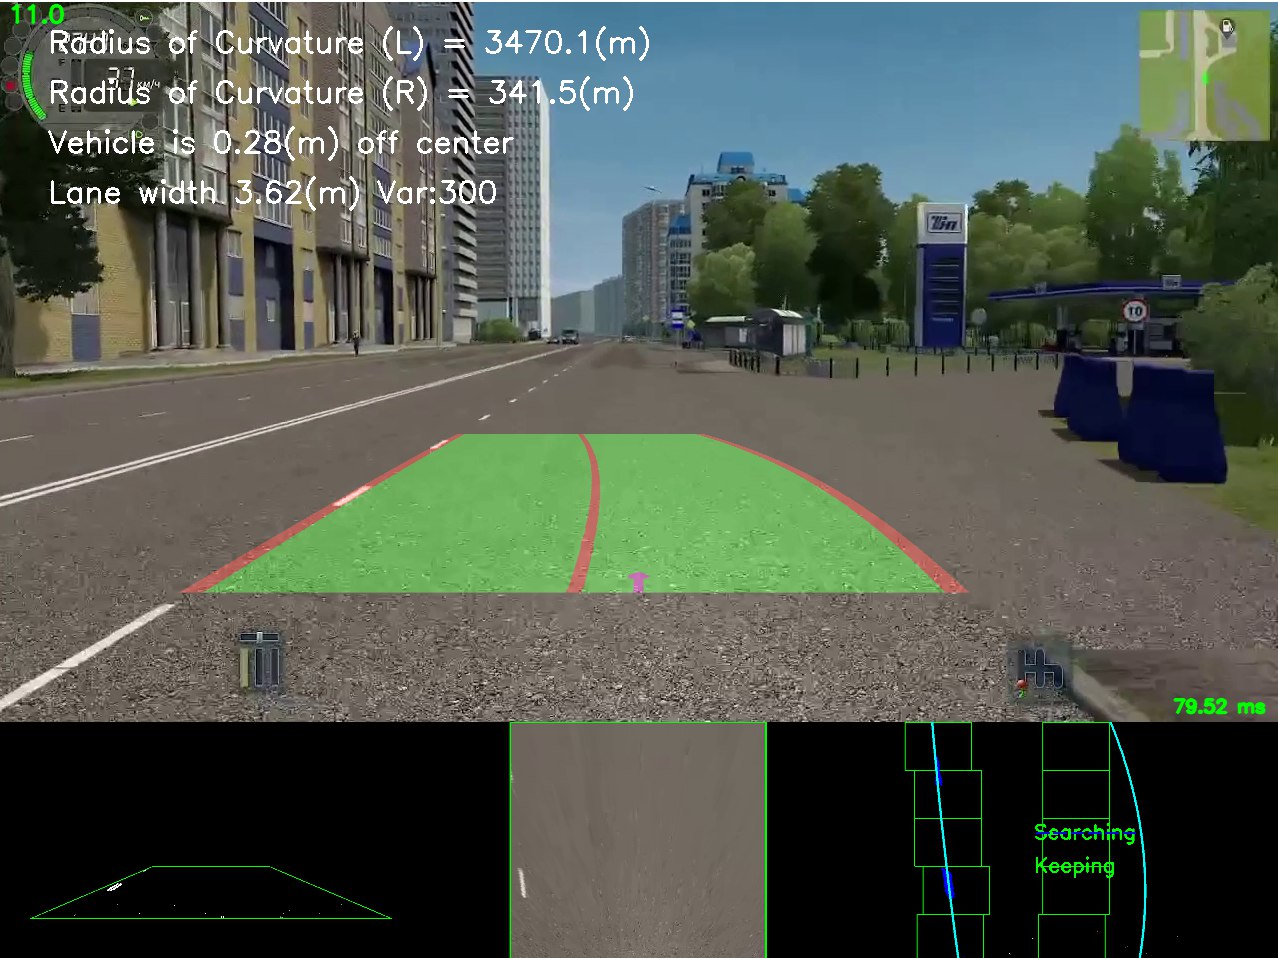 11.0
Radius of Curvature (L) = 3470.1(m)
Radius of Curvature (R) = 341.5(m)
Vehicle is 0.28(m) off center
Lane width 3.62(m) Var:300
км/ч
10
79.52 ms
Searching
Keeping